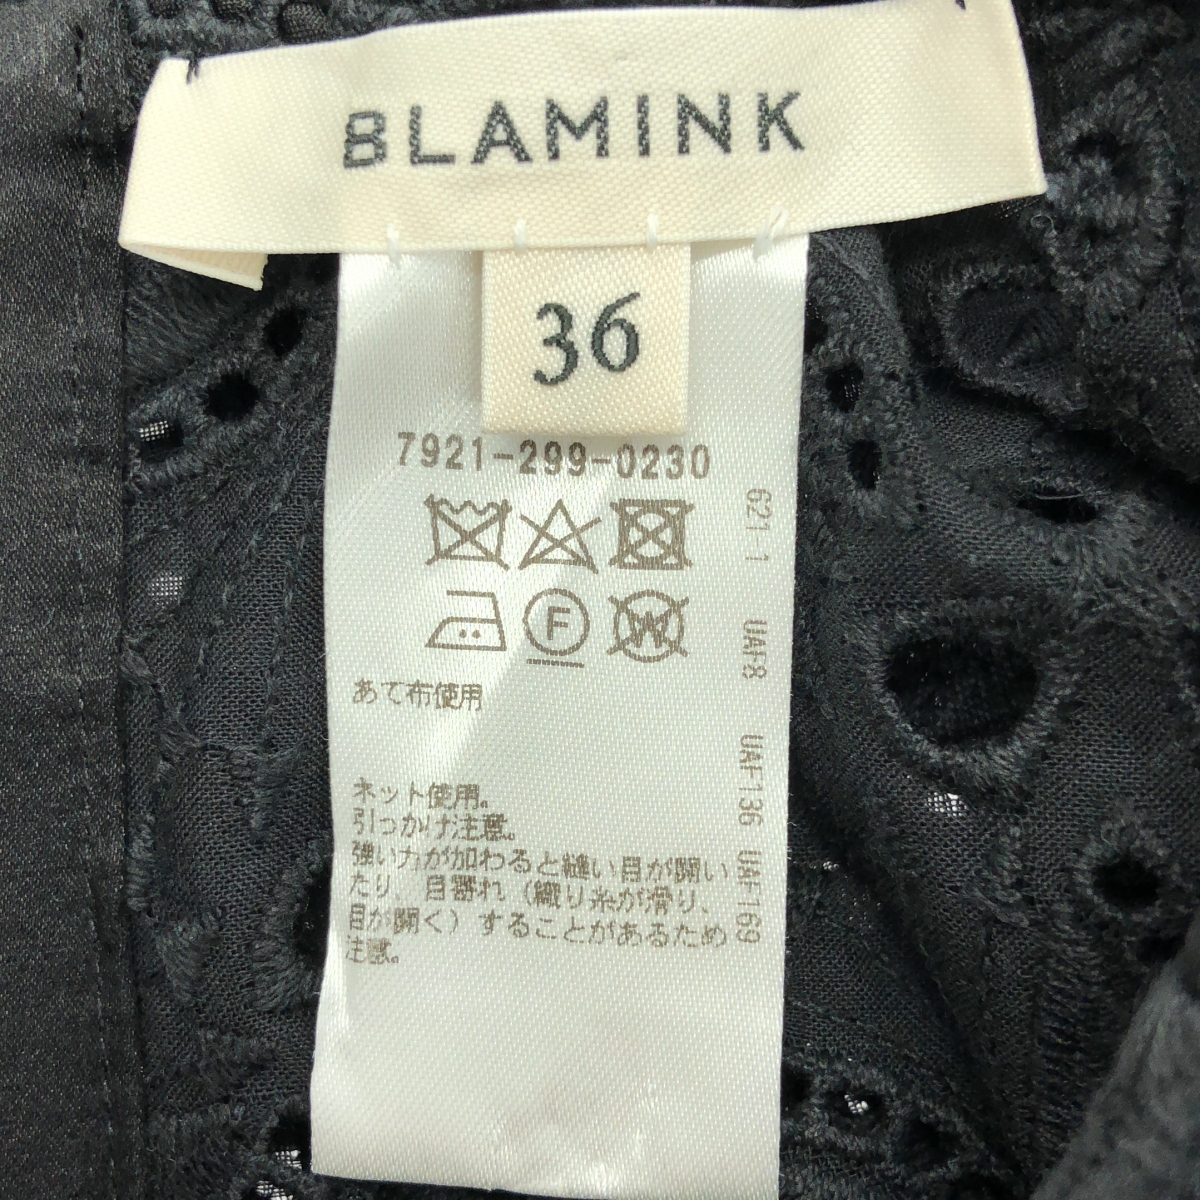 BLAMINK
36
7921-299-0230
F
W
あて布使用
ネット使用。
引っかけ注意。
強い力が加わると縫い目が開い
たり、目寄れ（織り糸が滑り、
目が開く）することがあるため
注意。
621 1 UAF8 UAF136 UAF169